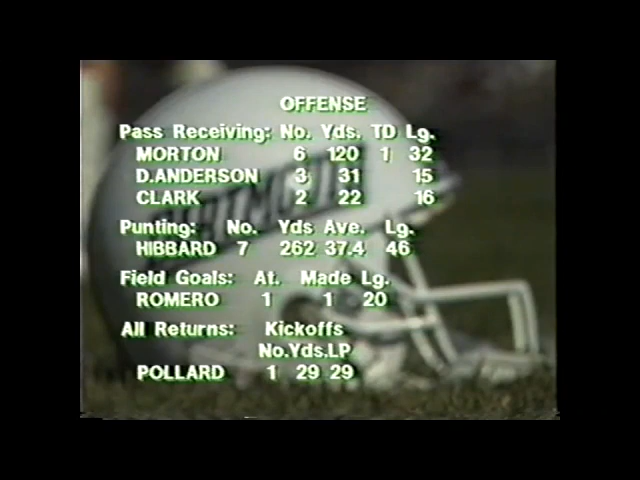 OFFENSE
Pass Receiving: No. Yds. TD Lg.
MORTON 6 120 1 32
D.ANDERSON 3 31 15
CLARK 2 22 16
Punting: No. Yds Ave. Lg.
HIBBARD 7 262 37.4 46
Field Goals: At. Made Lg.
ROMERO 1 1 20
All Returns: Kickoffs
No.Yds.LP
POLLARD 1 29 29